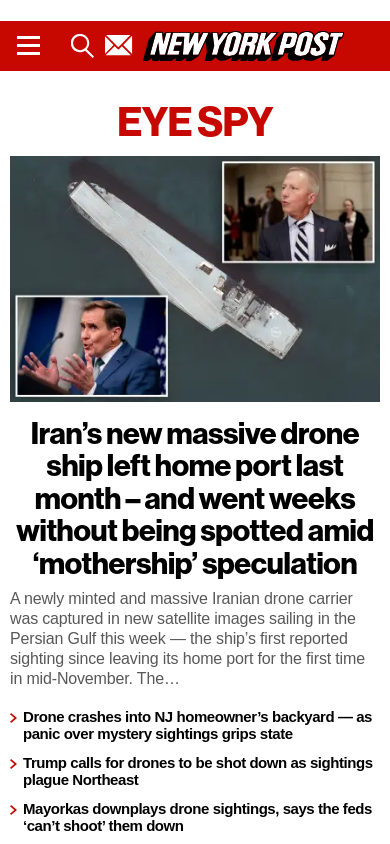 NEW YORK POST
EYE SPY
Iran’s new massive drone
ship left home port last
month – and went weeks
without being spotted amid
‘mothership’ speculation
A newly minted and massive Iranian drone carrier
was captured in new satellite images sailing in the
Persian Gulf this week — the ship’s first reported
sighting since leaving its home port for the first time
in mid-November. The…
Drone crashes into NJ homeowner’s backyard — as
panic over mystery sightings grips state
Trump calls for drones to be shot down as sightings
plague Northeast
Mayorkas downplays drone sightings, says the feds
‘can’t shoot’ them down